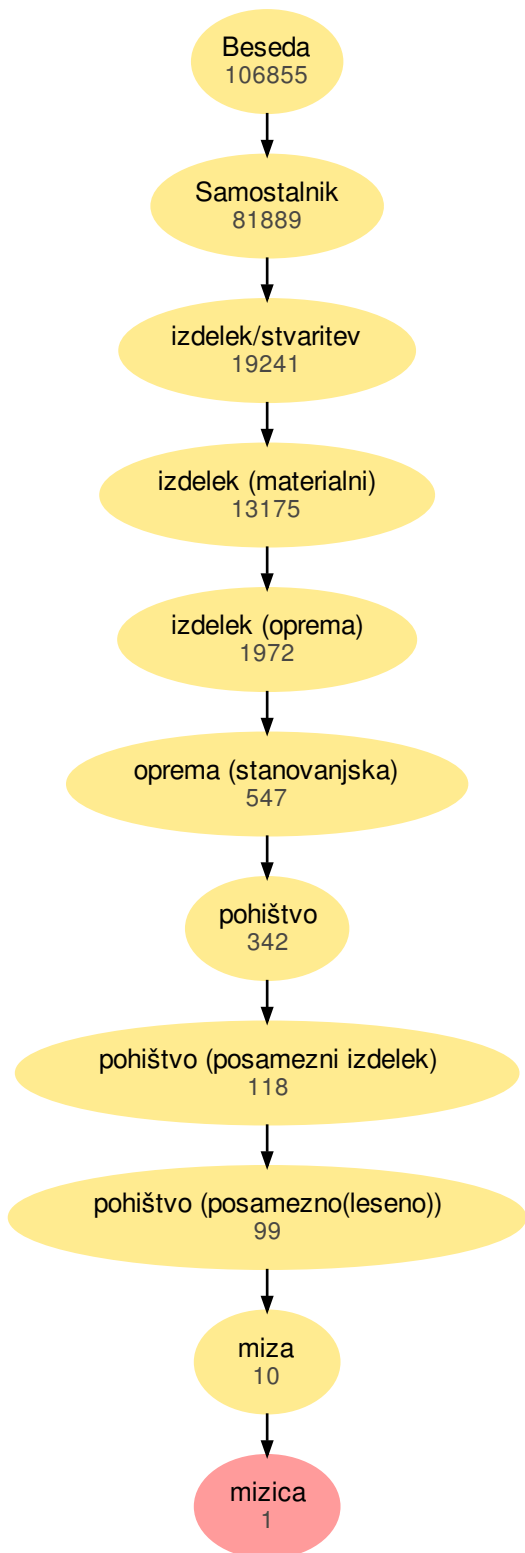 Beseda
106855
Samostalnik
81889
izdelek/stvaritev
19241
izdelek (materialni)
13175
izdelek (oprema)
1972
oprema (stanovanjska)
547
pohištvo
342
pohištvo (posamezni izdelek)
118
pohištvo (posamezno(leseno))
99
miza
10
mizica
1